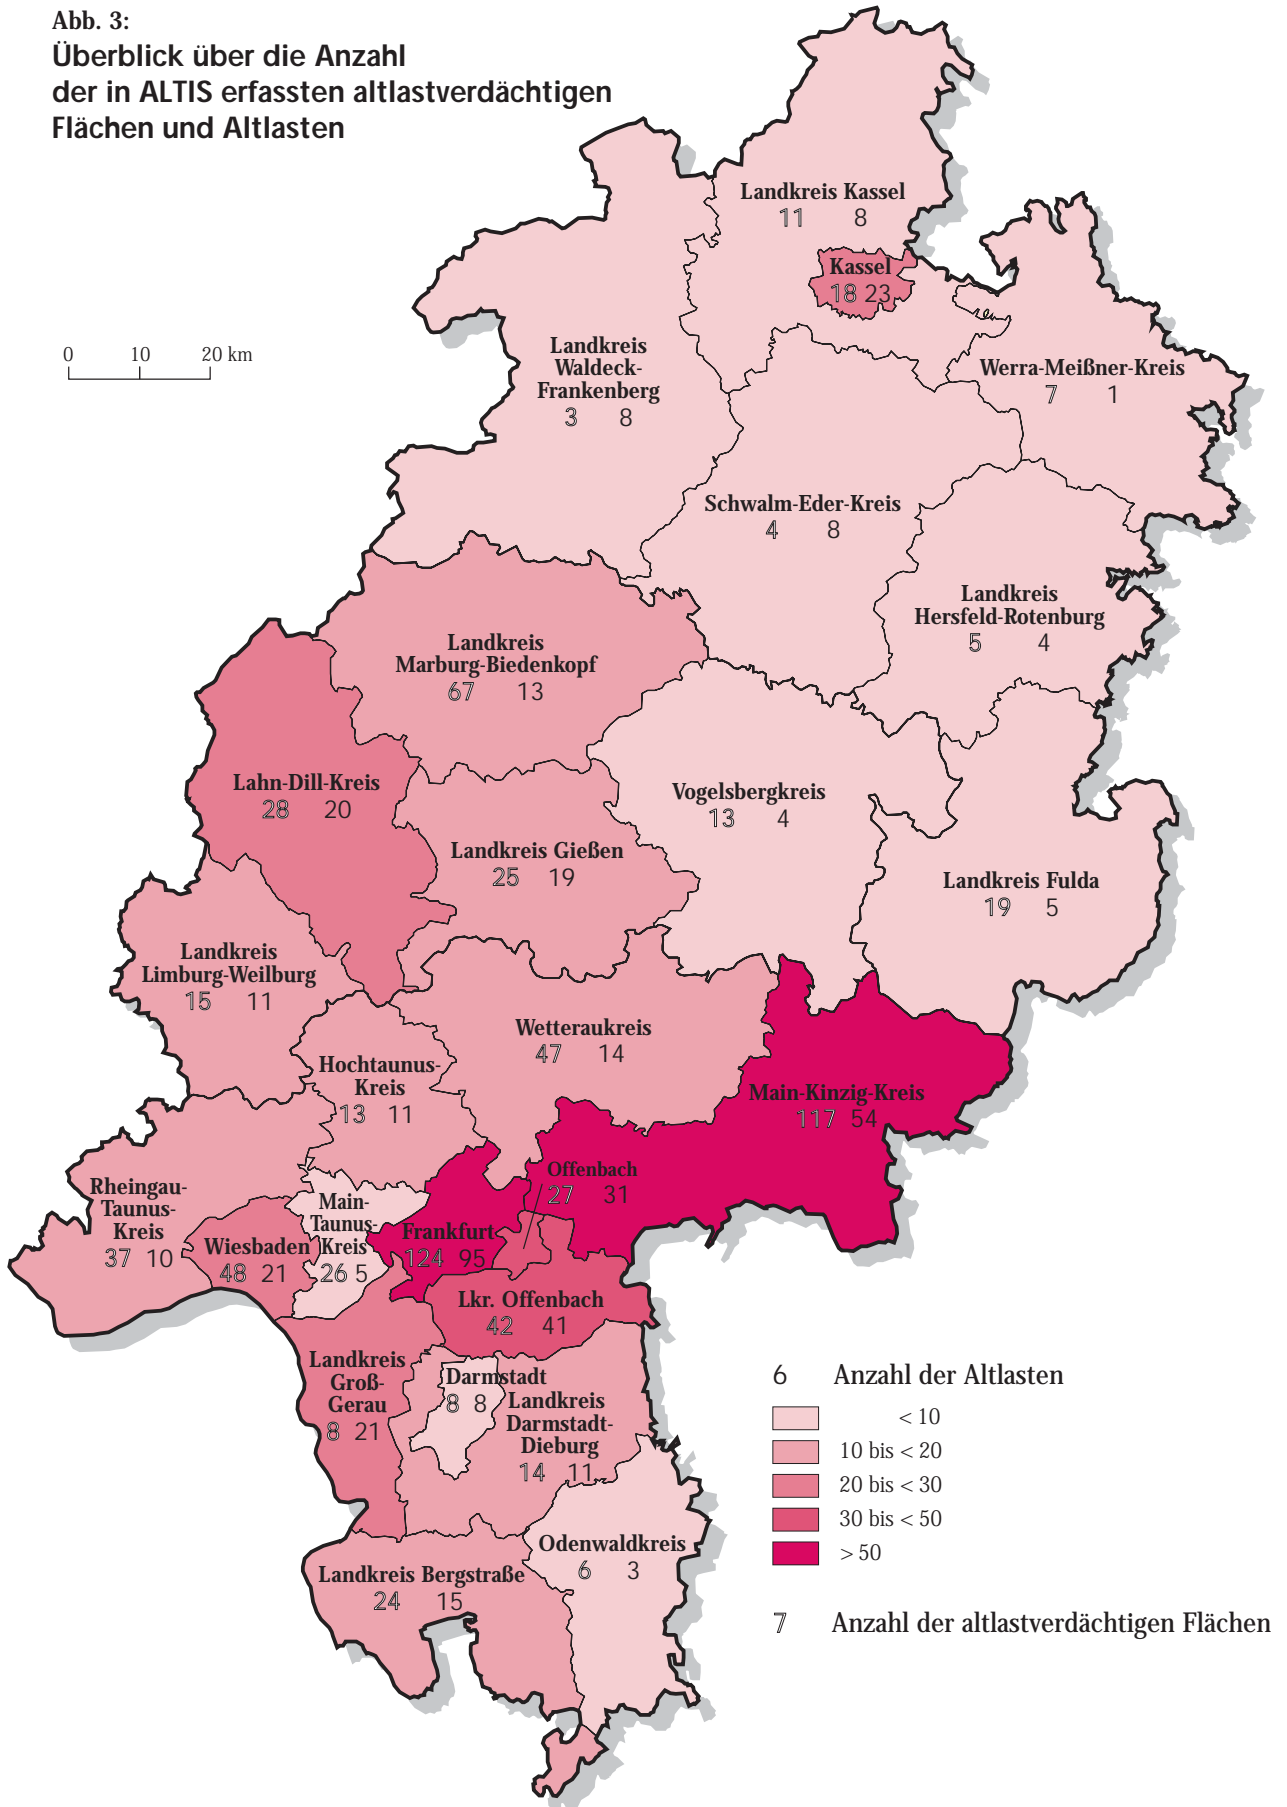 Abb. 3:
Überblick über die Anzahl
der in ALTIS erfassten altlastverdächtigen
Flächen und Altlasten
0 10 20 km
Landkreis Kassel
11 8
Kassel
18 23
Landkreis
Waldeck-
Frankenberg
3 8
Werra-Meißner-Kreis
7 1
Schwalm-Eder-Kreis
4 8
Landkreis
Hersfeld-Rotenburg
5 4
Landkreis
Marburg-Biedenkopf
67 13
Lahn-Dill-Kreis
28 20
Vogelsbergkreis
13 4
Landkreis Gießen
25 19
Landkreis Fulda
19 5
Landkreis
Limburg-Weilburg
15 11
Wetteraukreis
47 14
Hochtaunus-
Kreis
13 11
Main-Kinzig-Kreis
117 54
Offenbach
27 31
Rheingau-
Taunus-
Kreis
37 10
Main-
Taunus-
Kreis
26 5
Wiesbaden
48 21
Frankfurt
124 95
Lkr. Offenbach
42 41
Landkreis
Groß-
Gerau
8 21
Darmstadt
8 8
Landkreis
Darmstadt-
Dieburg
14 11
Odenwaldkreis
6 3
Landkreis Bergstraße
24 15
6 Anzahl der Altlasten
< 10
10 bis < 20
20 bis < 30
30 bis < 50
> 50
7 Anzahl der altlastverdächtigen Flächen